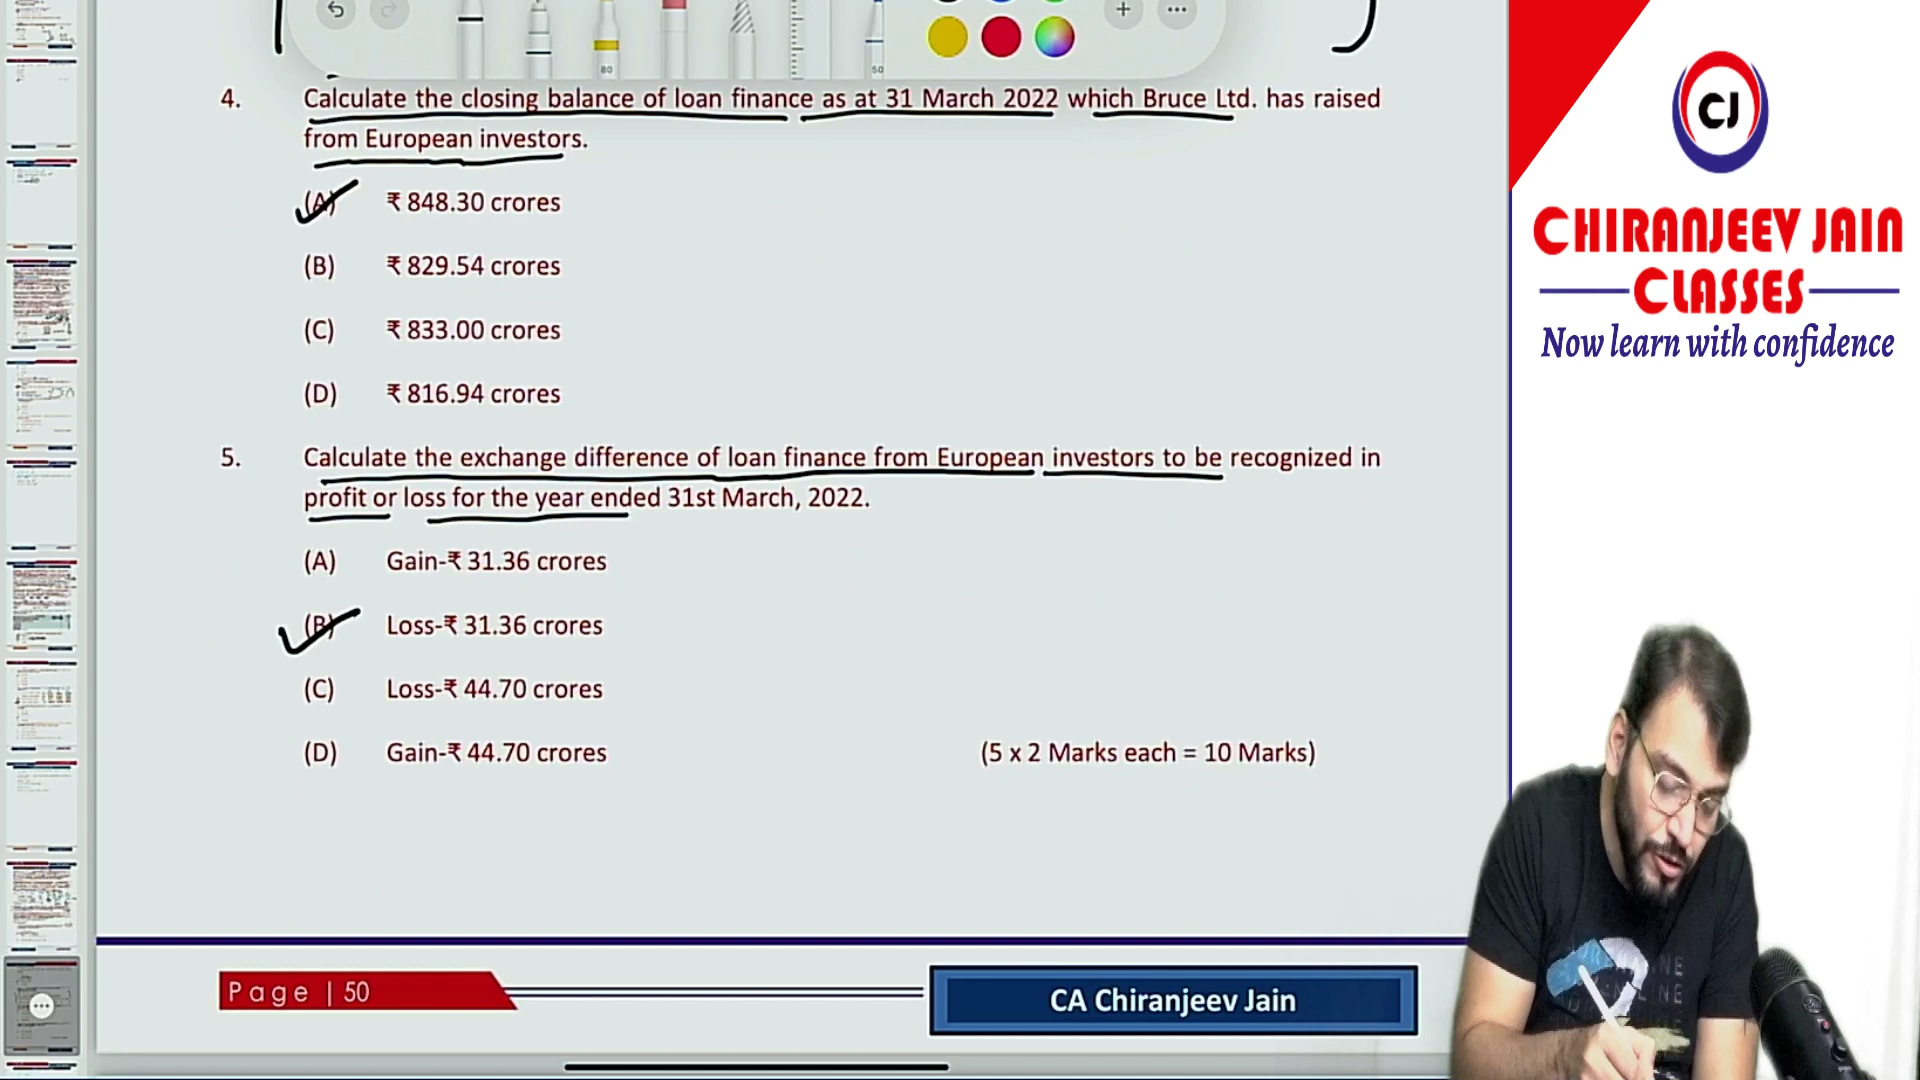 80
50
4. Calculate the closing balance of loan finance as at 31 March 2022 which Bruce Ltd. has raised
from European investors.
(A) ₹ 848.30 crores
(B) ₹ 829.54 crores
(C) ₹ 833.00 crores
(D) ₹ 816.94 crores
5. Calculate the exchange difference of loan finance from European investors to be recognized in
profit or loss for the year ended 31st March, 2022.
(A) Gain-₹ 31.36 crores
(B) Loss-₹ 31.36 crores
(C) Loss-₹ 44.70 crores
(D) Gain-₹ 44.70 crores (5 x 2 Marks each = 10 Marks)
Page | 50
CA Chiranjeev Jain
CJ
CHIRANJEEV JAIN
CLASSES
Now learn with confidence